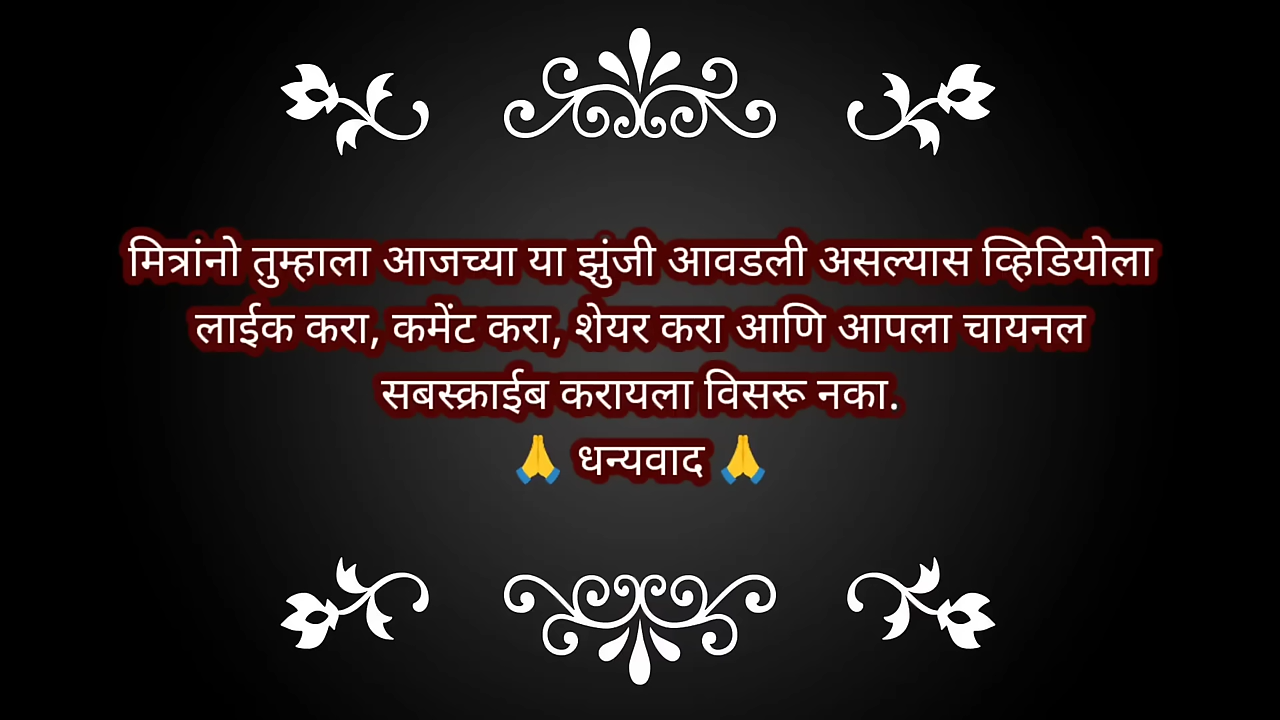 मित्रांनो तुम्हाला आजच्या या झुंजी आवडली असल्यास व्हिडियोला
लाईक करा, कमेंट करा, शेयर करा आणि आपला चायनल
सबस्क्राईब करायला विसरू नका.
🙏 धन्यवाद 🙏